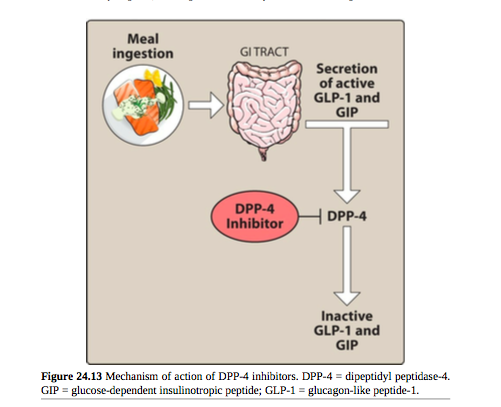 Meal
ingestion
GI TRACT
Secretion
of active
GLP-1 and
GIP
DPP-4
Inhibitor
DPP-4
Inactive
GLP-1 and
GIP
Figure 24.13 Mechanism of action of DPP-4 inhibitors. DPP-4 = dipeptidyl peptidase-4.
GIP = glucose-dependent insulinotropic peptide; GLP-1 = glucagon-like peptide-1.